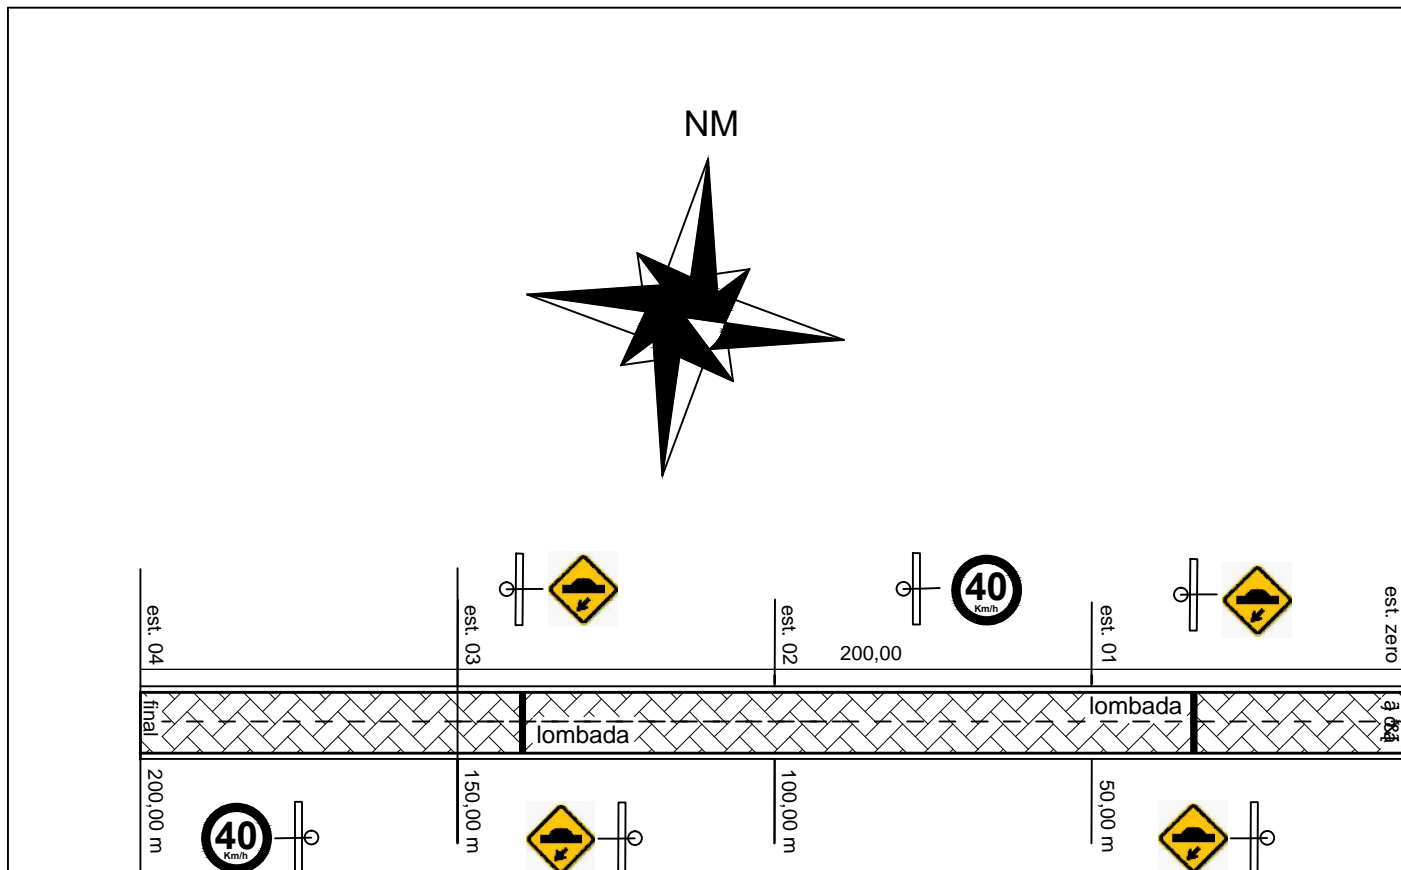 NM
40
Km/h
est. 04
est. 03
est. 02
200,00
est. 01
est. zero
final
lombada
lombada
200,00 m
150,00 m
100,00 m
50,00 m
40
Km/h